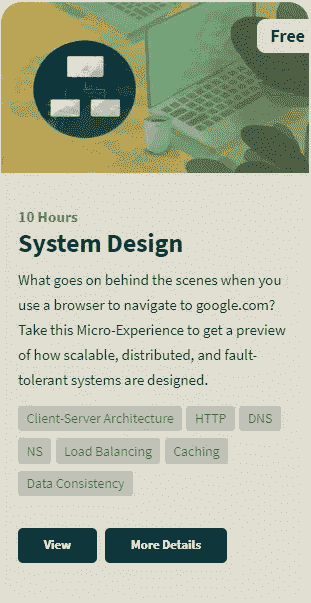 Free
10 Hours
System Design
What goes on behind the scenes when you
use a browser to navigate to google.com?
Take this Micro-Experience to get a preview
of how scalable, distributed, and fault-
tolerant systems are designed.
Client-Server Architecture HTTP DNS
NS Load Balancing Caching
Data Consistency
View More Details